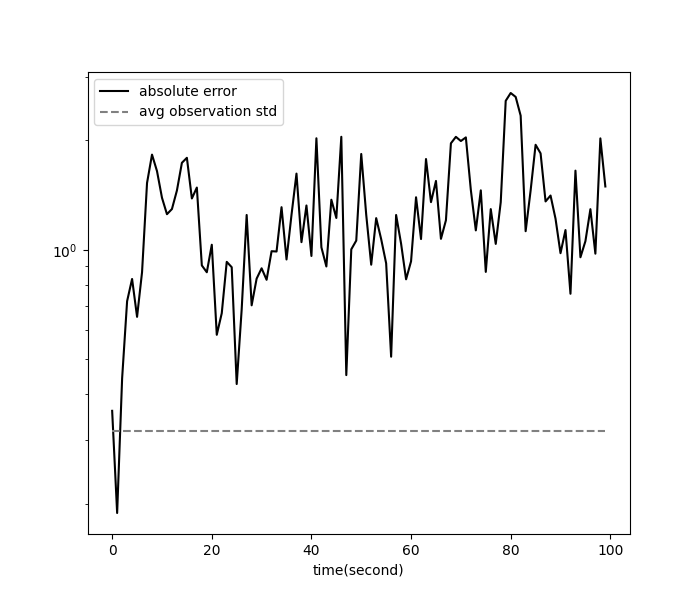 absolute error
avg observation std
10⁰
0
20
40
60
80
100
time(second)